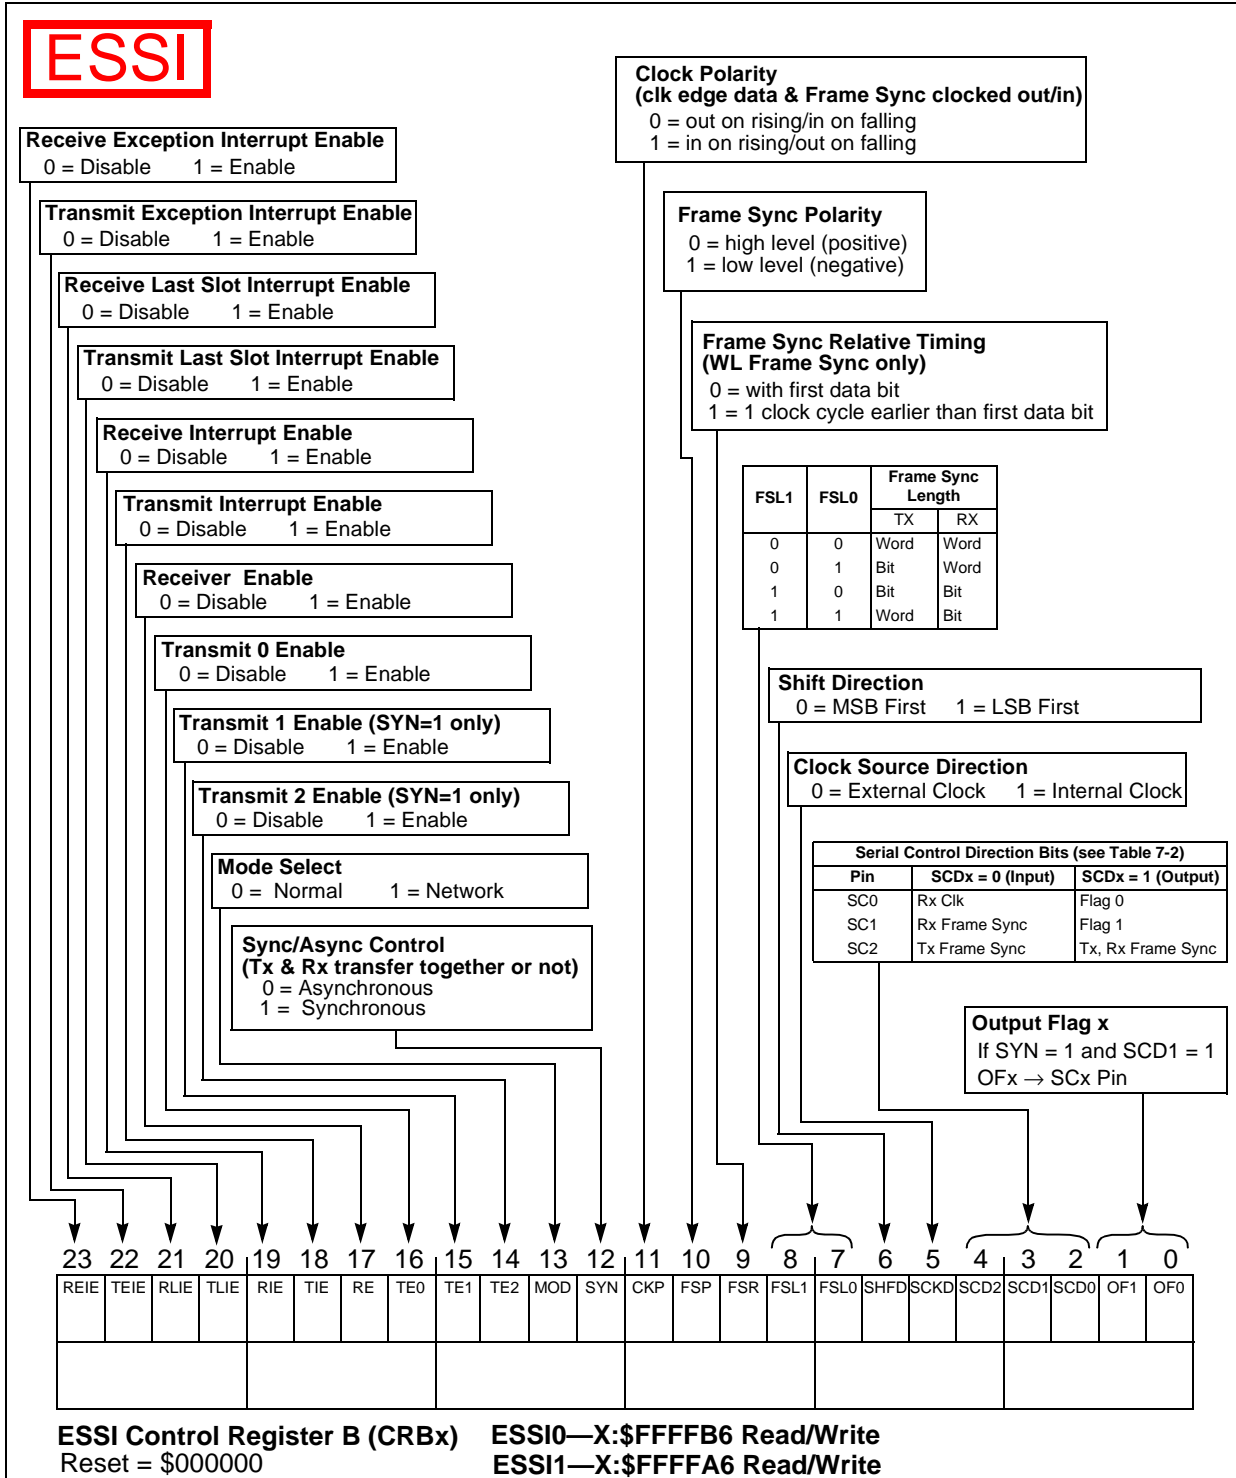 ESSI
Receive Exception Interrupt Enable
0 = Disable 1 = Enable
Transmit Exception Interrupt Enable
0 = Disable 1 = Enable
Receive Last Slot Interrupt Enable
0 = Disable 1 = Enable
Transmit Last Slot Interrupt Enable
0 = Disable 1 = Enable
Receive Interrupt Enable
0 = Disable 1 = Enable
Transmit Interrupt Enable
0 = Disable 1 = Enable
Receiver Enable
0 = Disable 1 = Enable
Transmit 0 Enable
0 = Disable 1 = Enable
Transmit 1 Enable (SYN=1 only)
0 = Disable 1 = Enable
Transmit 2 Enable (SYN=1 only)
0 = Disable 1 = Enable
Mode Select
0 = Normal 1 = Network
Sync/Async Control
(Tx & Rx transfer together or not)
0 = Asynchronous
1 = Synchronous
Clock Polarity
(clk edge data & Frame Sync clocked out/in)
0 = out on rising/in on falling
1 = in on rising/out on falling
Frame Sync Polarity
0 = high level (positive)
1 = low level (negative)
Frame Sync Relative Timing
(WL Frame Sync only)
0 = with first data bit
1 = 1 clock cycle earlier than first data bit
FSL1 FSL0 Frame Sync
Length
TX RX
0 0 Word Word
0 1 Bit Word
1 0 Bit Bit
1 1 Word Bit
Shift Direction
0 = MSB First 1 = LSB First
Clock Source Direction
0 = External Clock 1 = Internal Clock
Serial Control Direction Bits (see Table 7-2)
Pin SCDx = 0 (Input) SCDx = 1 (Output)
SC0 Rx Clk Flag 0
SC1 Rx Frame Sync Flag 1
SC2 Tx Frame Sync Tx, Rx Frame Sync
Output Flag x
If SYN = 1 and SCD1 = 1
OFx → SCx Pin
23 22 21 20 19 18 17 16 15 14 13 12 11 10 9 8 7 6 5 4 3 2 1 0
REIE TEIE RLIE TLIE RIE TIE RE TE0 TE1 TE2 MOD SYN CKP FSP FSR FSL1 FSL0 SHFD SCKD SCD2 SCD1 SCD0 OF1 OF0
ESSI Control Register B (CRBx) ESSI0—X:$FFFFB6 Read/Write
Reset = $000000 ESSI1—X:$FFFFA6 Read/Write